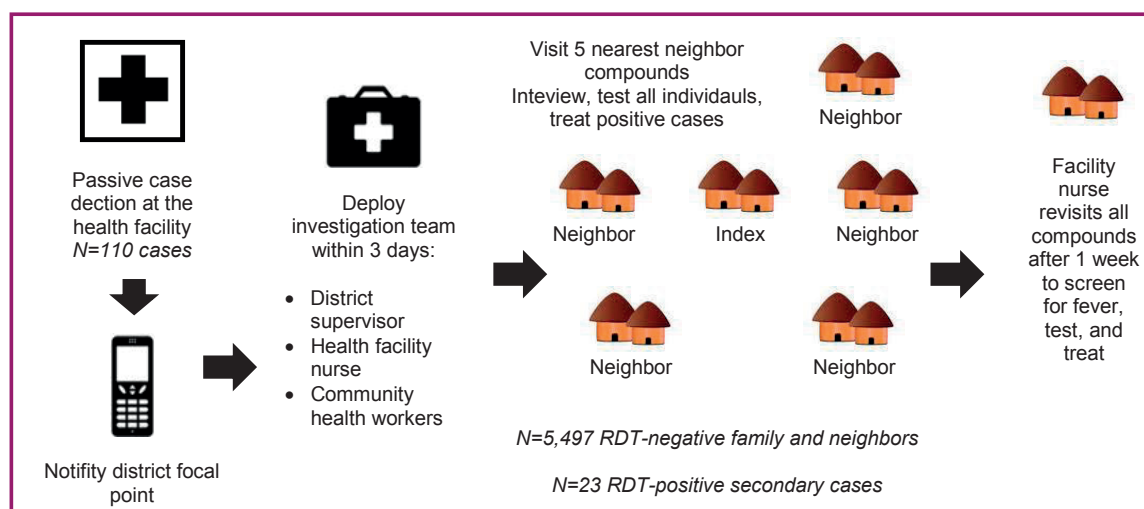 Passive case
dection at the
health facility
N=110 cases
Notifity district focal
point
Deploy
investigation team
within 3 days:
• District
supervisor
• Health facility
nurse
• Community
health workers
Visit 5 nearest neighbor
compounds
Inteview, test all individauls,
treat positive cases
Neighbor
Neighbor
Index
Neighbor
Neighbor
Neighbor
N=5,497 RDT-negative family and neighbors
N=23 RDT-positive secondary cases
Facility
nurse
revisits all
compounds
after 1 week
to screen
for fever,
test, and
treat